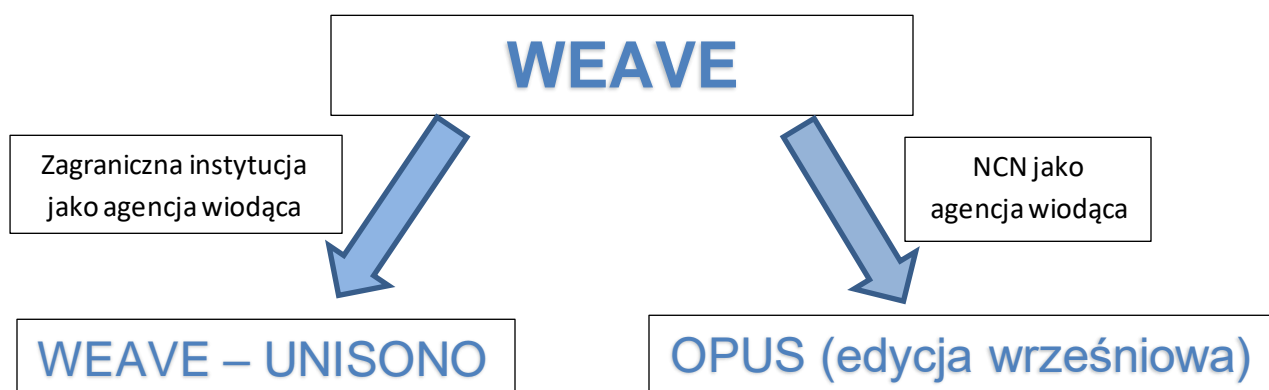 WEAVE
Zagraniczna instytucja
jako agencja wiodąca
NCN jako
agencja wiodąca
WEAVE – UNISONO
OPUS (edycja wrześniowa)